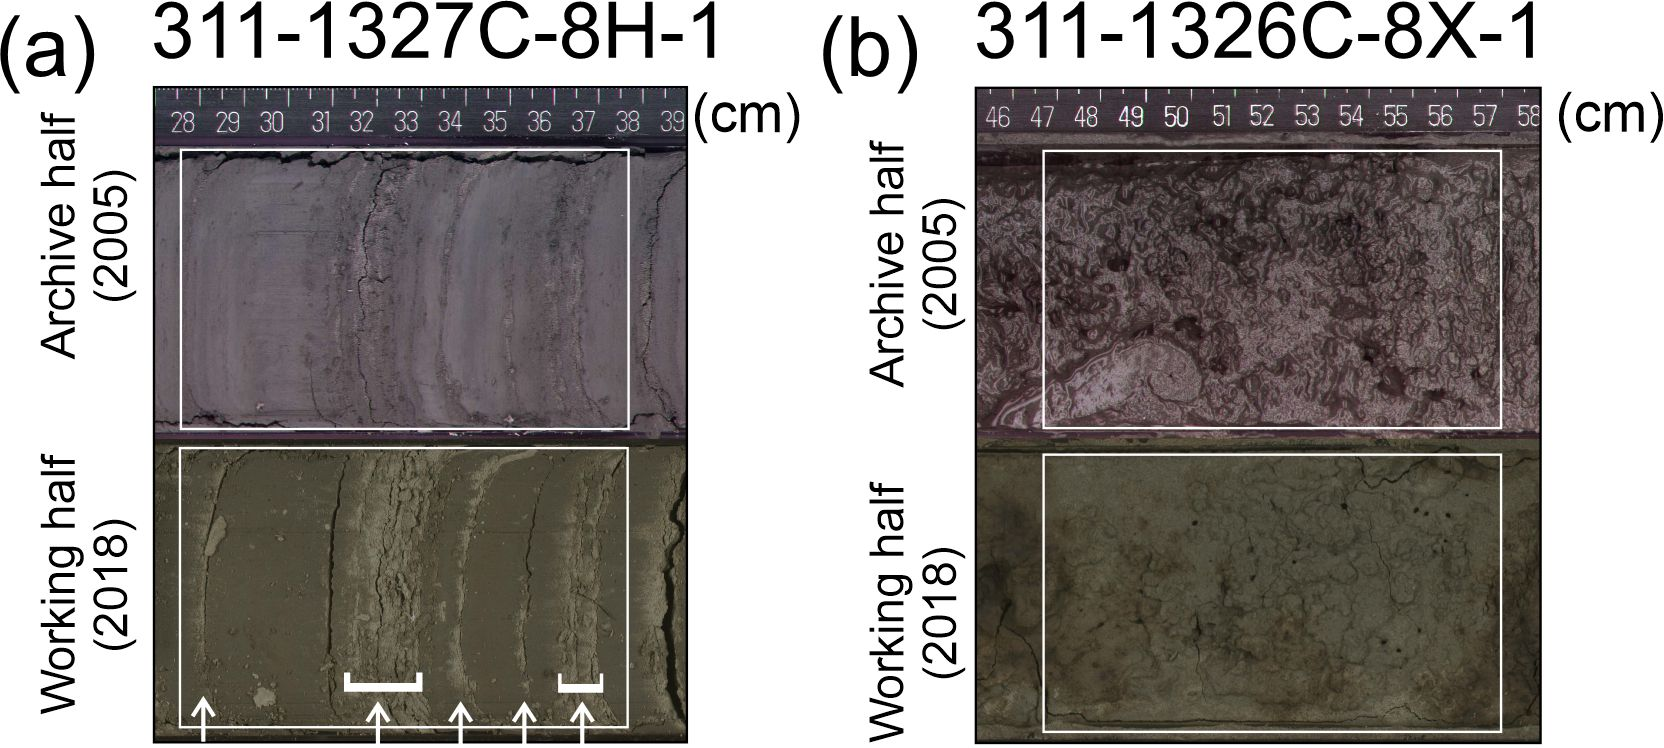 (a) 311-1327C-8H-1
28 29 30 31 32 33 34 35 36 37 38 39 (cm)
Archive half
(2005)
Working half
(2018)
(b) 311-1326C-8X-1
46 47 48 49 50 51 52 53 54 55 56 57 58 (cm)
Archive half
(2005)
Working half
(2018)